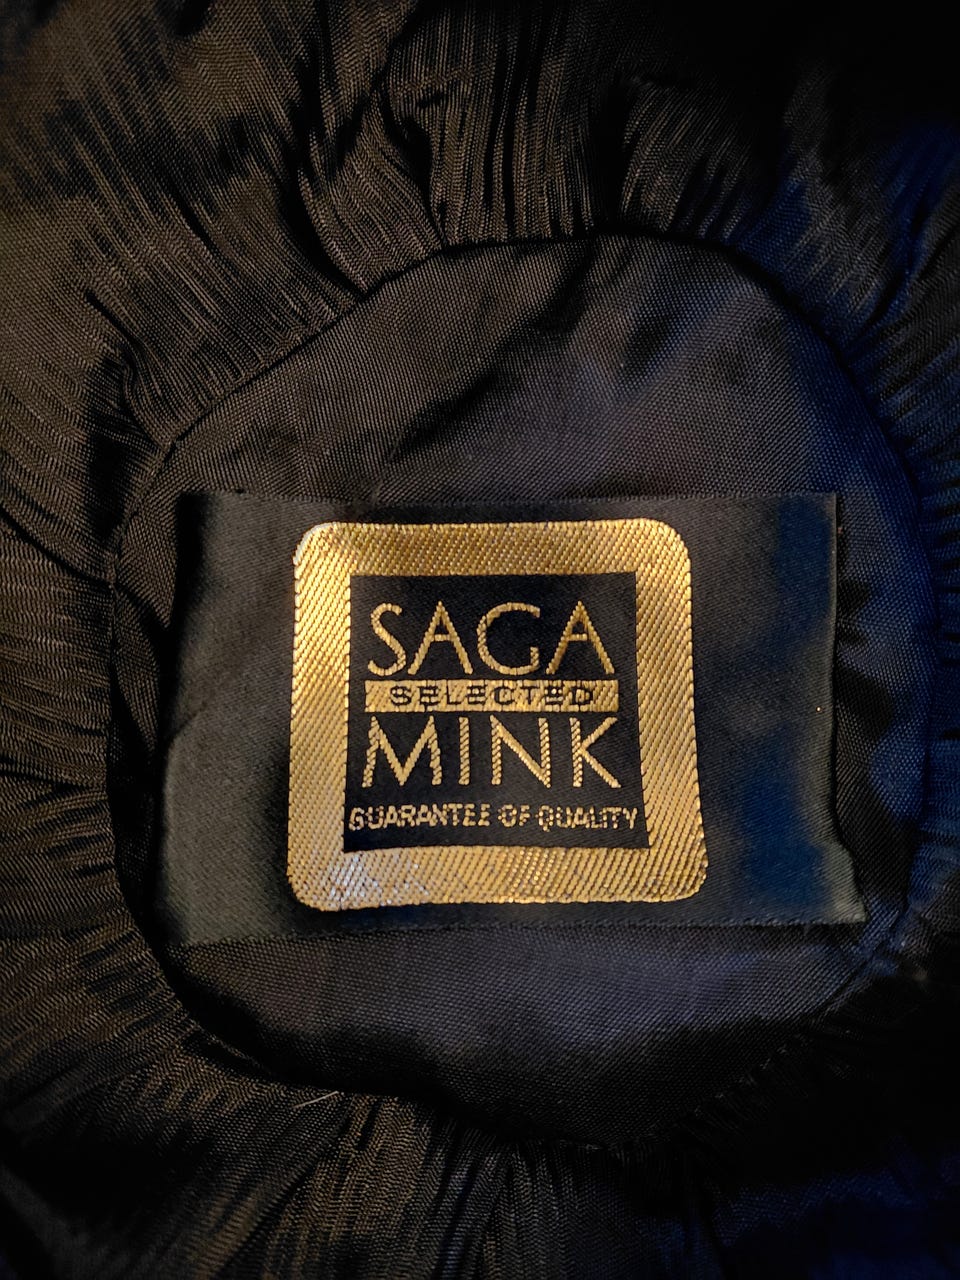 SAGA
SELECTED
MINK
GUARANTEE OF QUALITY